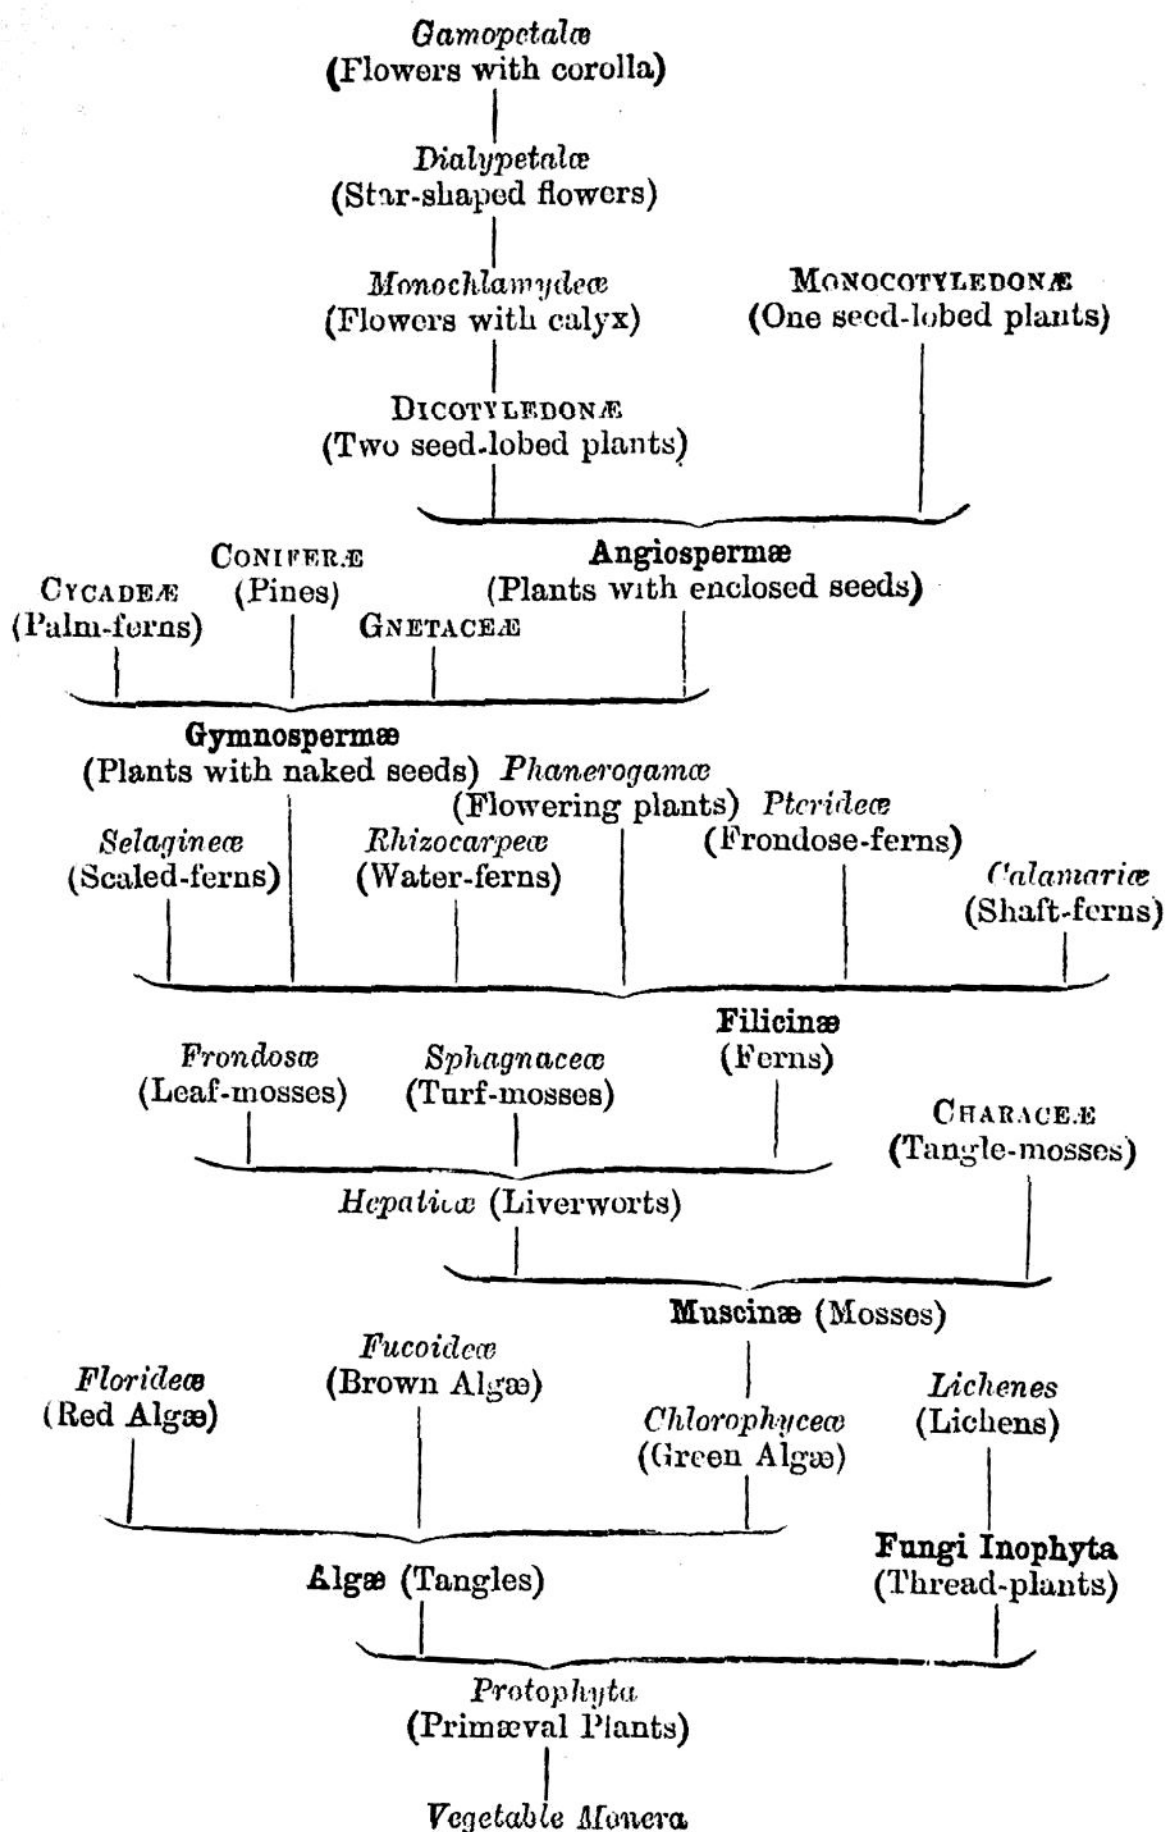 Gamopetalæ
(Flowers with corolla)
Dialypetalæ
(Star-shaped flowers)
Monochlamydeæ
(Flowers with calyx)
MONOCOTYLEDONÆ
(One seed-lobed plants)
DICOTYLEDONÆ
(Two seed-lobed plants)
Angiospermæ
(Plants with enclosed seeds)
CONIFERÆ
(Pines)
CYCADEÆ
(Palm-ferns)
GNETACEÆ
Gymnospermæ
(Plants with naked seeds)
Phanerogamæ
(Flowering plants)
Pterideæ
(Frondose-ferns)
Selagineæ
(Scaled-ferns)
Rhizocarpeæ
(Water-ferns)
Calamariæ
(Shaft-ferns)
Filicinæ
(Ferns)
Frondosæ
(Leaf-mosses)
Sphagnaceæ
(Turf-mosses)
CHARACEÆ
(Tangle-mosses)
Hepaticæ (Liverworts)
Muscinæ (Mosses)
Fucoideæ
(Brown Algæ)
Florideæ
(Red Algæ)
Lichenes
(Lichens)
Chlorophyceæ
(Green Algæ)
Fungi Inophyta
(Thread-plants)
Algæ (Tangles)
Protophyta
(Primæval Plants)
Vegetable Monera